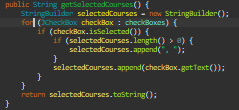 public String getSelectedCourses() {
    StringBuilder selectedCourses = new StringBuilder();
    for (JCheckBox checkBox : checkBoxes) {
        if (checkBox.isSelected()) {
            if (selectedCourses.length() > 0) {
                selectedCourses.append(", ");
            }
            selectedCourses.append(checkBox.getText());
        }
    }
    return selectedCourses.toString();
}